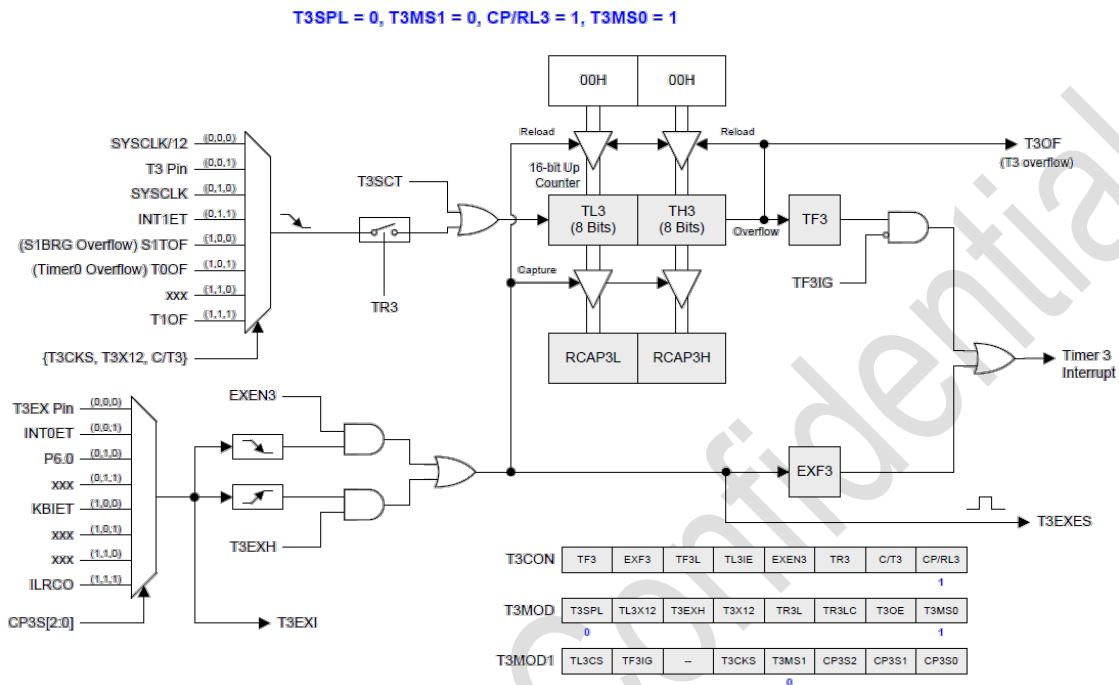 T3SPL = 0, T3MS1 = 0, CP/RL3 = 1, T3MS0 = 1
00H 00H
SYSCLK/12 (0,0,0)
T3 Pin (0,0,1)
SYSCLK (0,1,0)
INT1ET (0,1,1)
(S1BRG Overflow) S1TOF (1,0,0)
(Timer0 Overflow) T0OF (1,0,1)
xxx (1,1,0)
T1OF (1,1,1)
{T3CKS, T3X12, C/T3}
TR3
T3SCT
Reload Reload
16-bit Up
Counter
TL3
(8 Bits)
TH3
(8 Bits)
Overflow
TF3
T3OF
(T3 overflow)
TF3IG
Capture
RCAP3L RCAP3H
Timer 3
Interrupt
T3EX Pin (0,0,0)
INT0ET (0,0,1)
P6.0 (0,1,0)
xxx (0,1,1)
KBIET (1,0,0)
xxx (1,0,1)
xxx (1,1,0)
ILRCO (1,1,1)
CP3S[2:0]
EXEN3
T3EXH
T3EXI
EXF3
T3EXES
T3CON TF3 EXF3 TF3L TL3IE EXEN3 TR3 C/T3 CP/RL3
1
T3MOD T3SPL TL3X12 T3EXH T3X12 TR3L TR3LC T3OE T3MS0
0 1
T3MOD1 TL3CS TF3IG -- T3CKS T3MS1 CP3S2 CP3S1 CP3S0
0
Confidential